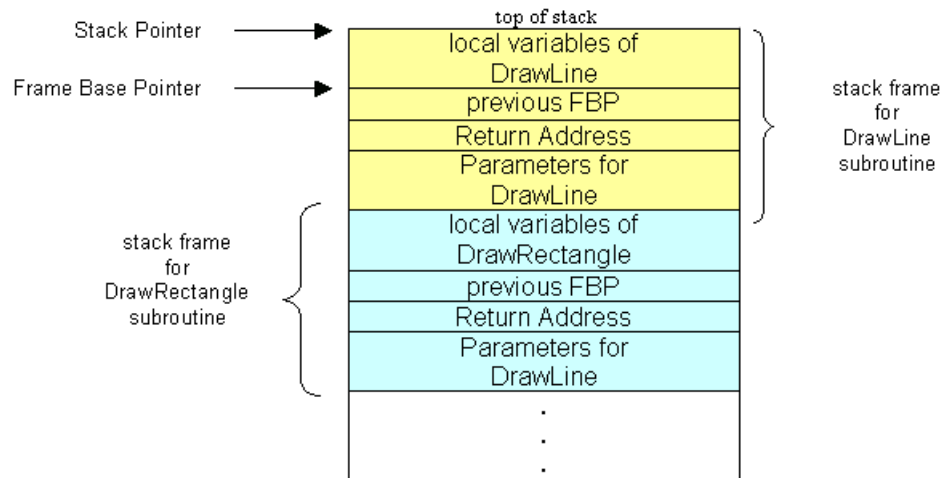 top of stack
Stack Pointer
local variables of
DrawLine
Frame Base Pointer
previous FBP
Return Address
Parameters for
DrawLine
stack frame
for
DrawLine
subroutine
local variables of
DrawRectangle
previous FBP
Return Address
Parameters for
DrawLine
stack frame
for
DrawRectangle
subroutine
.
.
.